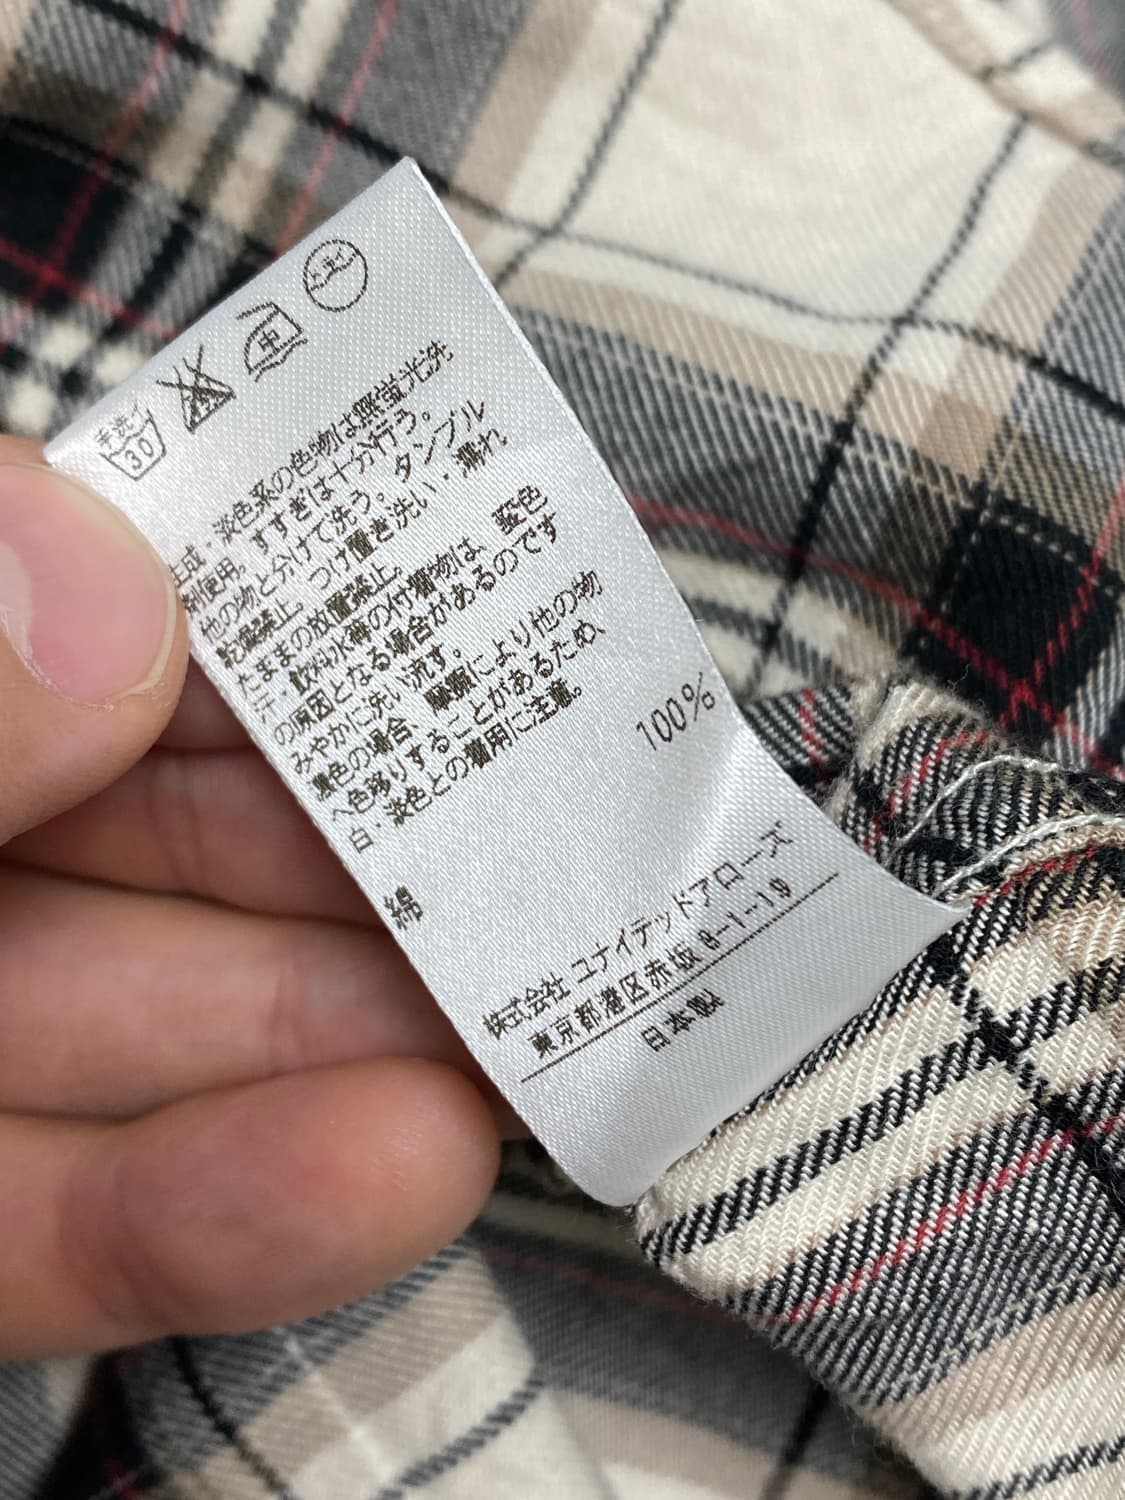 手洗イ
30
中
ドライ
生成・淡色系の色物は無蛍光洗
剤使用。すすぎは十分行う。
他の物と分けて洗う。タンブル
乾燥禁止。つけ置き洗い・濡れ
たままの放置禁止。
汗・飲料水等の付着物は、変色
の原因となる場合があるのです
みやかに洗い流す。
濃色の場合、摩擦により他の物
へ色移りすることがあるため、
白・淡色との着用に注意。
綿 100%
株式会社 ユナイテッドアローズ
東京都港区赤坂 8-1-19
日本製